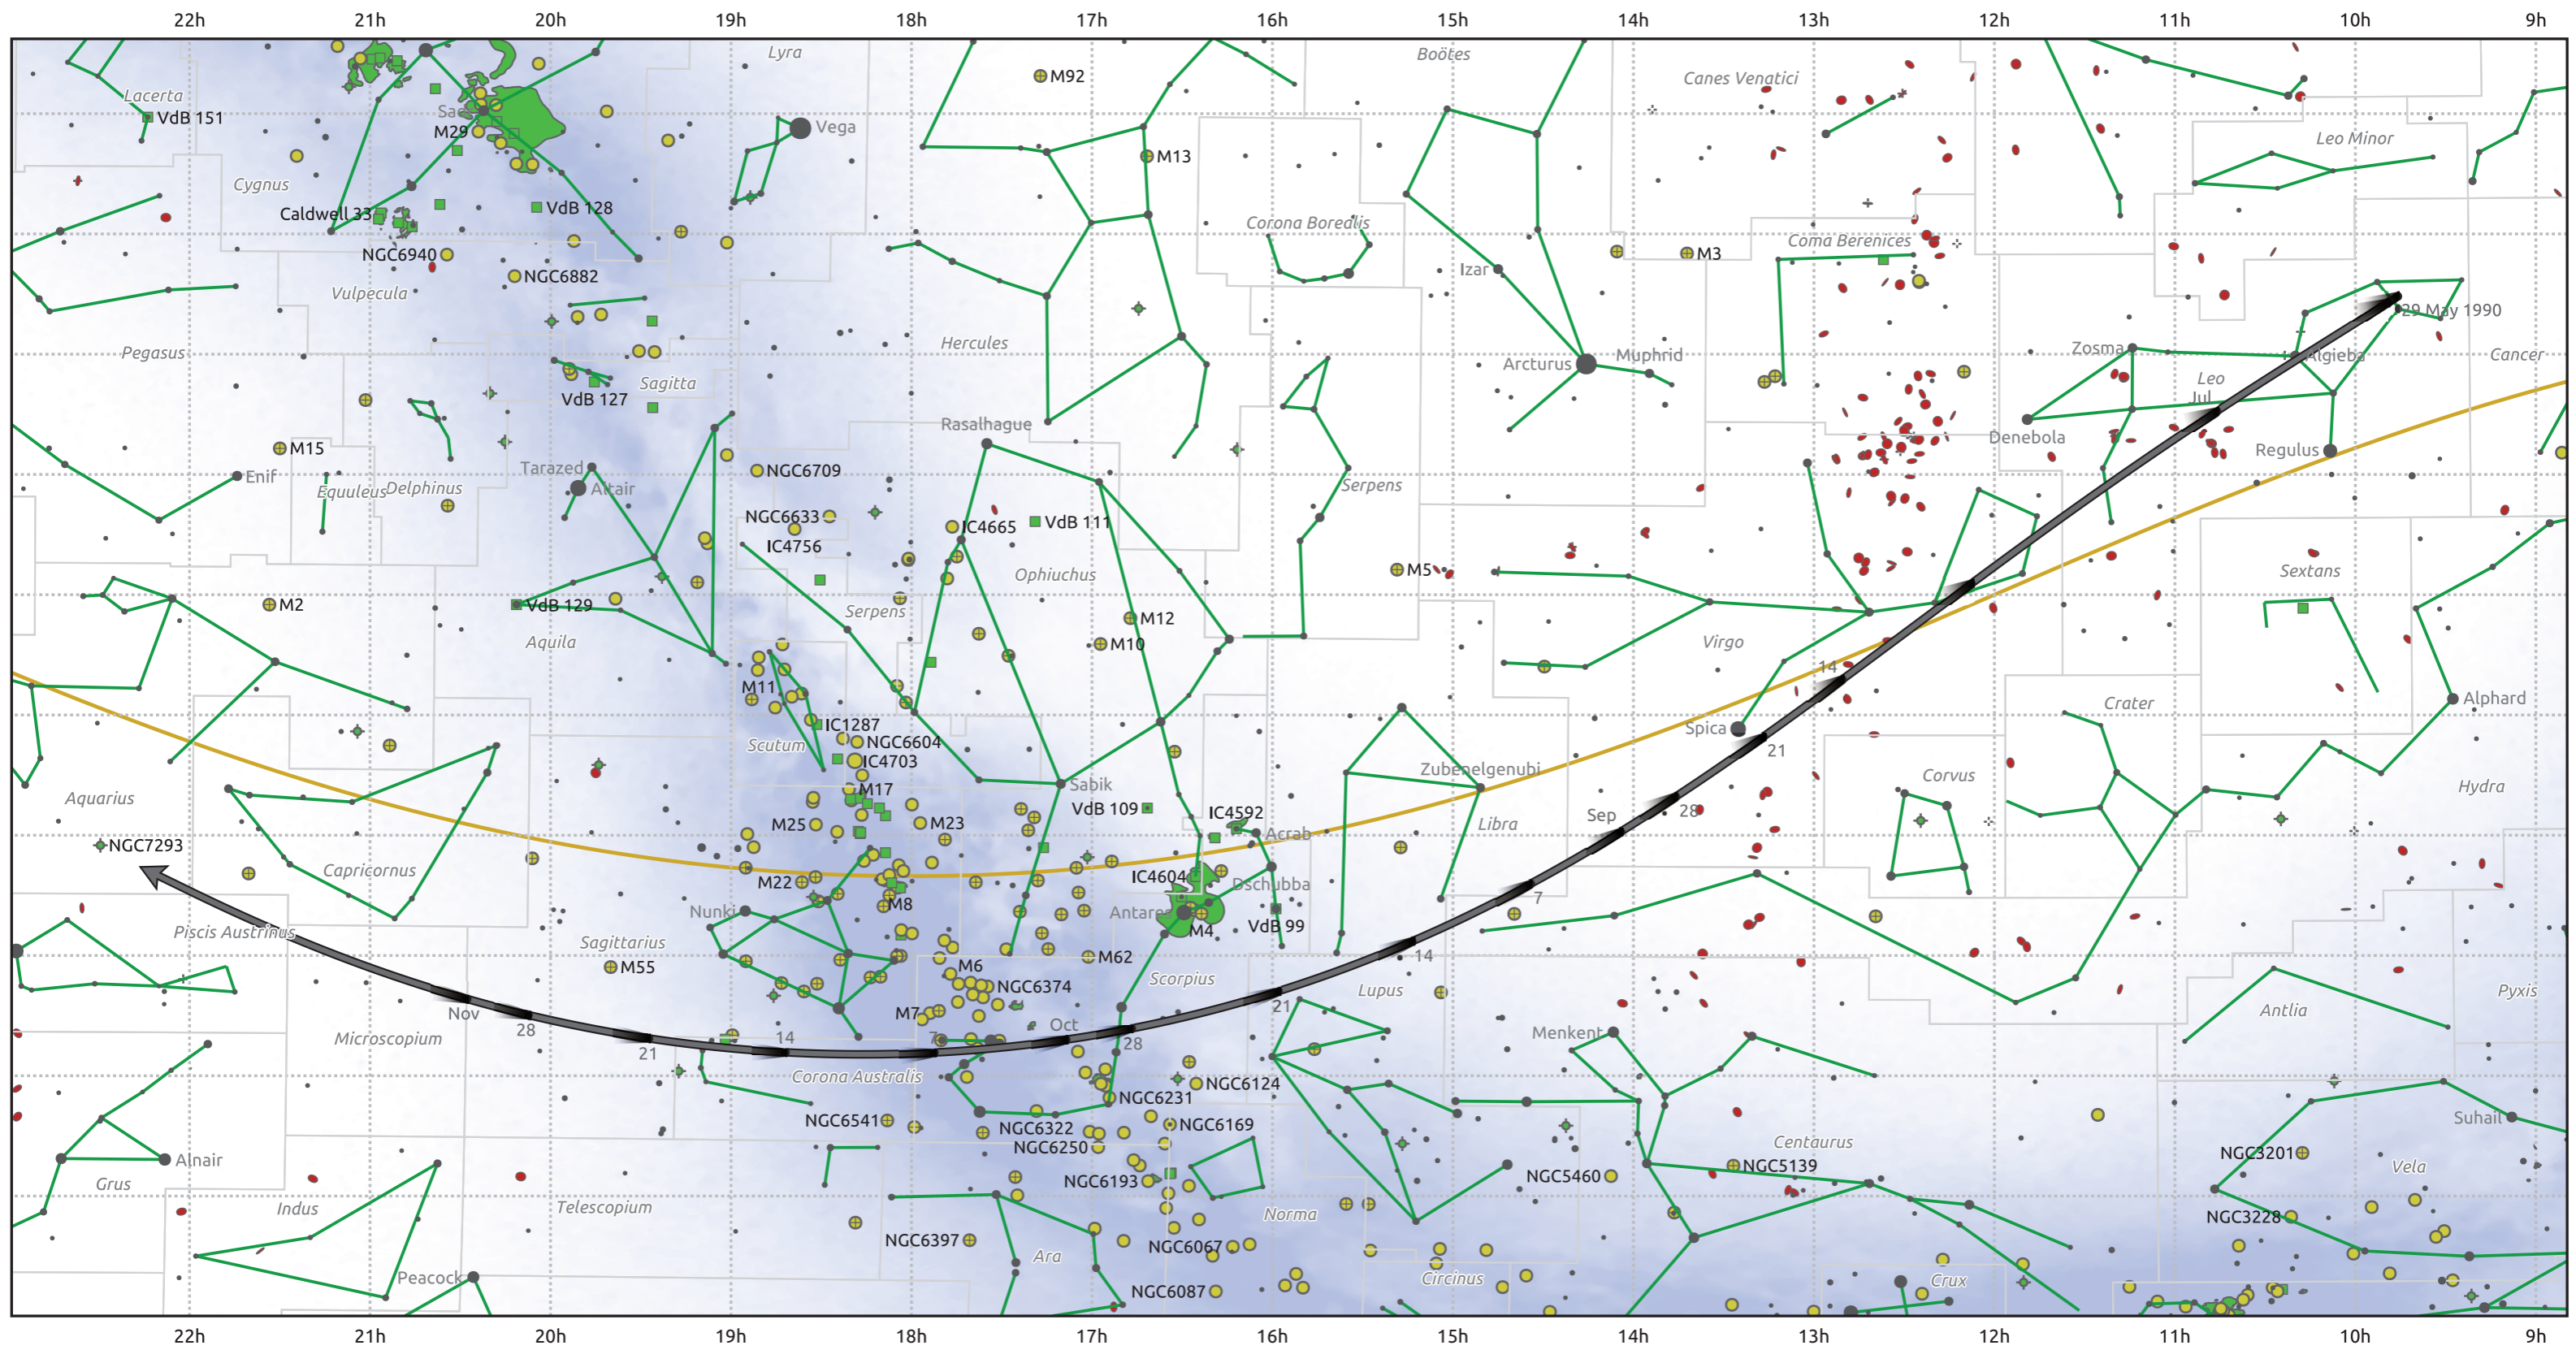 22h 21h 20h 19h 18h 17h 16h 15h 14h 13h 12h 11h 10h 9h
Lyra
Boötes
M92
Canes Venatici
Lacerta
VdB 151
M29
Vega
Leo Minor
M13
Cygnus
Caldwell 33
VdB 128
Corona Borealis
Coma Berenices
NGC6940
M3
Izar
NGC6882
Vulpecula
29 May 1990
Pegasus
Hercules
Arcturus
Muphrid
Zosma
Algieba
Cancer
Sagitta
VdB 127
Leo
Jul
Rasalhague
Denebola
M15
Regulus
Enif
Tarazed
NGC6709
Equuleus
Delphinus
Altair
Serpens
NGC6633
IC4665
VdB 111
IC4756
M5
Ophiuchus
Sextans
M2
VdB 129
Serpens
M12
Aquila
M10
Virgo
14
M11
Alphard
Crater
IC1287
Spica
Scutum
NGC6604
21
IC4703
Zubenelgenubi
Corvus
Sabik
Hydra
M17
Aquarius
VdB 109
IC4592
28
Sep
M25
M23
Libra
Acrab
NGC7293
Capricornus
M22
IC4604
Dschubba
7
M8
Nunki
Antares
VdB 99
M4
Piscis Austrinus
Sagittarius
14
M55
M62
M6
Scorpius
NGC6374
Lupus
Pyxis
21
Antlia
M7
Nov
28
Oct
Menkent
Microscopium
14
7
28
21
Corona Australis
NGC6124
NGC6231
Suhail
NGC6541
NGC6322
NGC6169
Centaurus
NGC6250
NGC3201
Alnair
NGC5139
Vela
NGC5460
Grus
NGC6193
Indus
Telescopium
Norma
NGC3228
NGC6397
NGC6067
Ara
Peacock
Circinus
Crux
NGC6087
22h 21h 20h 19h 18h 17h 16h 15h 14h 13h 12h 11h 10h 9h